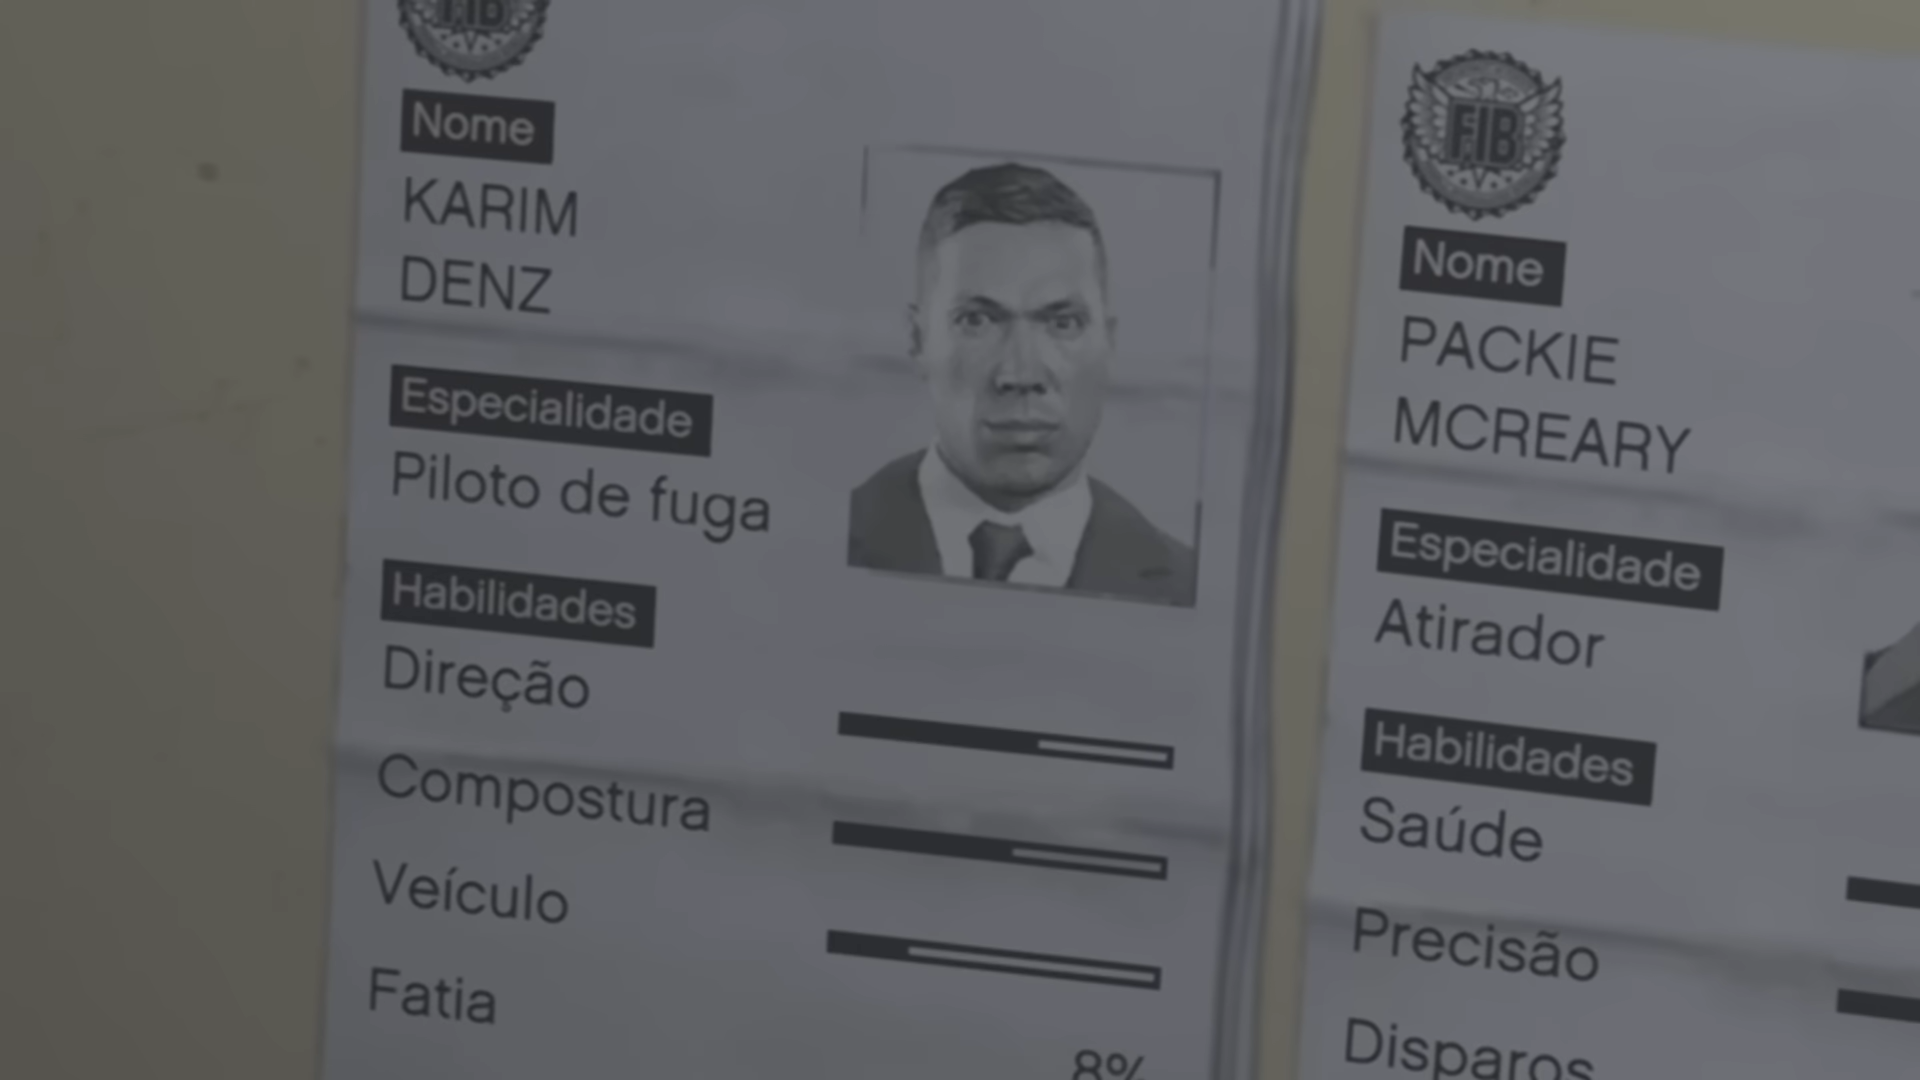 FIB
Nome
KARIM
DENZ
Especialidade
Piloto de fuga
Habilidades
Direção
Compostura
Veículo
Fatia
8%
FIB
Nome
PACKIE
MCREARY
Especialidade
Atirador
Habilidades
Saúde
Precisão
Disparos